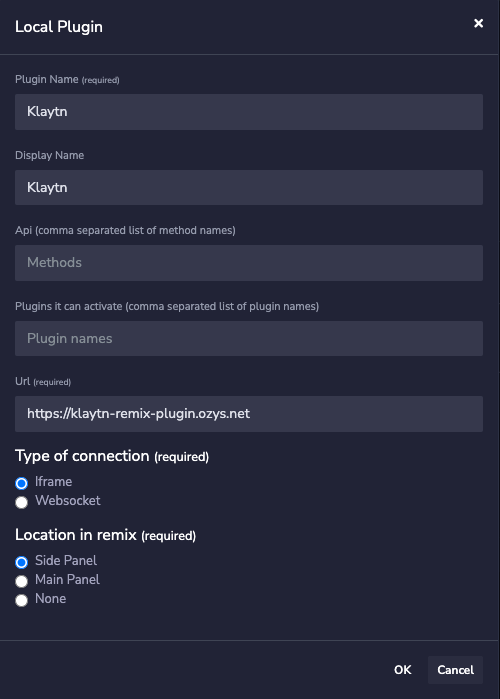 Local Plugin
Plugin Name (required)
Klaytn
Display Name
Klaytn
Api (comma separated list of method names)
Methods
Plugins it can activate (comma separated list of plugin names)
Plugin names
Url (required)
https://klaytn-remix-plugin.ozys.net
Type of connection (required)
Iframe
Websocket
Location in remix (required)
Side Panel
Main Panel
None
OK Cancel